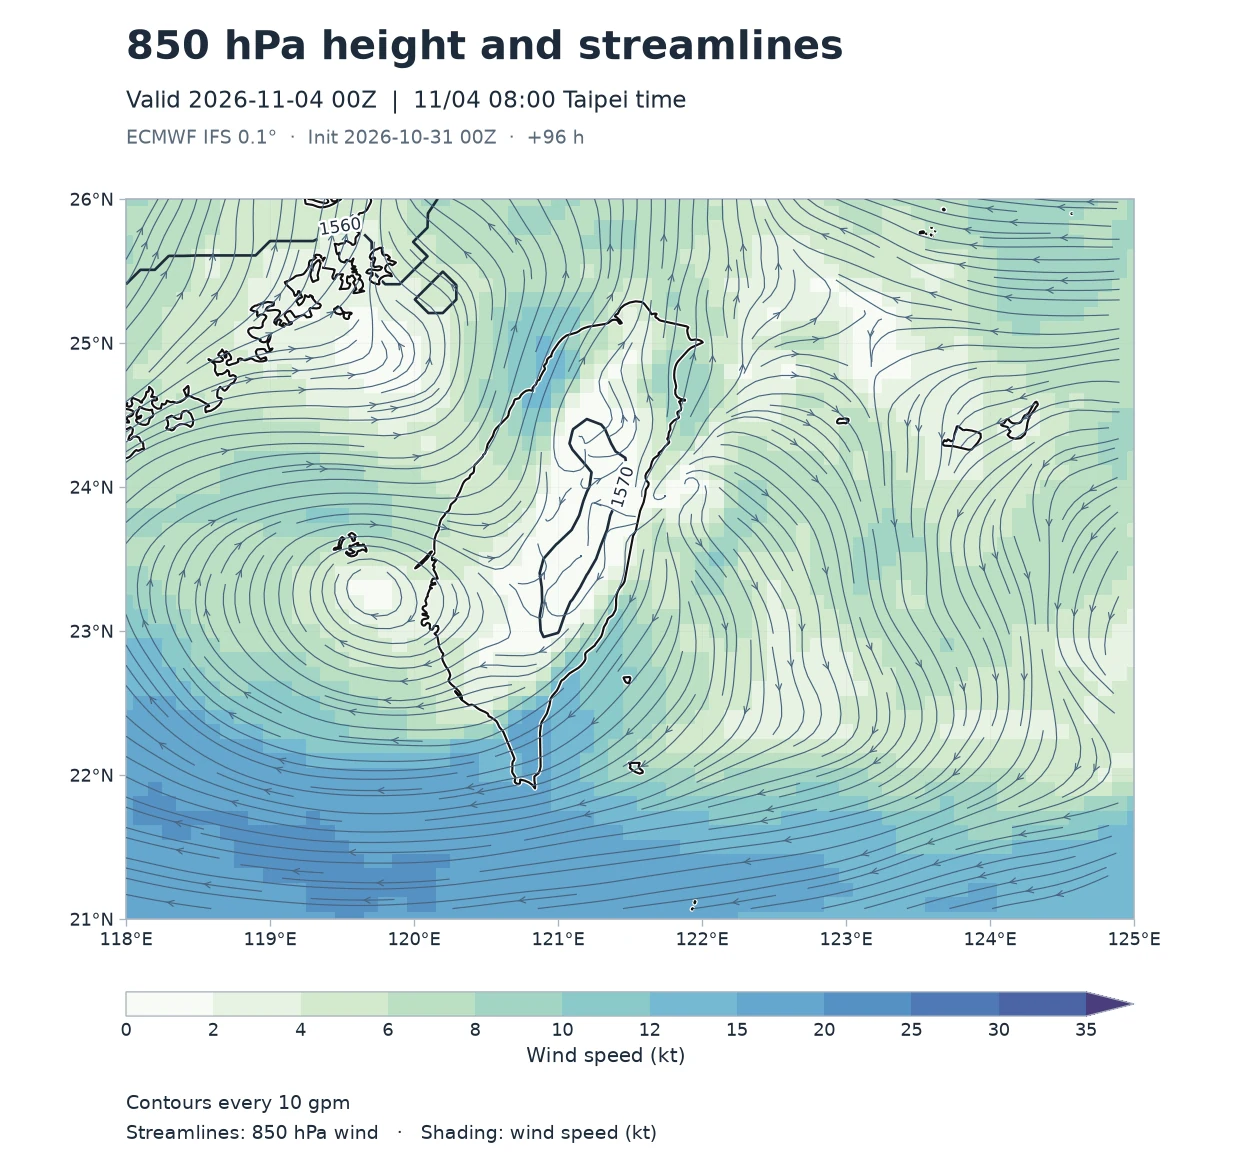 850 hPa height and streamlines
Valid 2026-11-04 00Z | 11/04 08:00 Taipei time
ECMWF IFS 0.1° · Init 2026-10-31 00Z · +96 h
26°N
1560
25°N
24°N
1570
23°N
22°N
21°N
118°E 119°E 120°E 121°E 122°E 123°E 124°E 125°E
0 2 4 6 8 10 12 15 20 25 30 35
Wind speed (kt)
Contours every 10 gpm
Streamlines: 850 hPa wind · Shading: wind speed (kt)